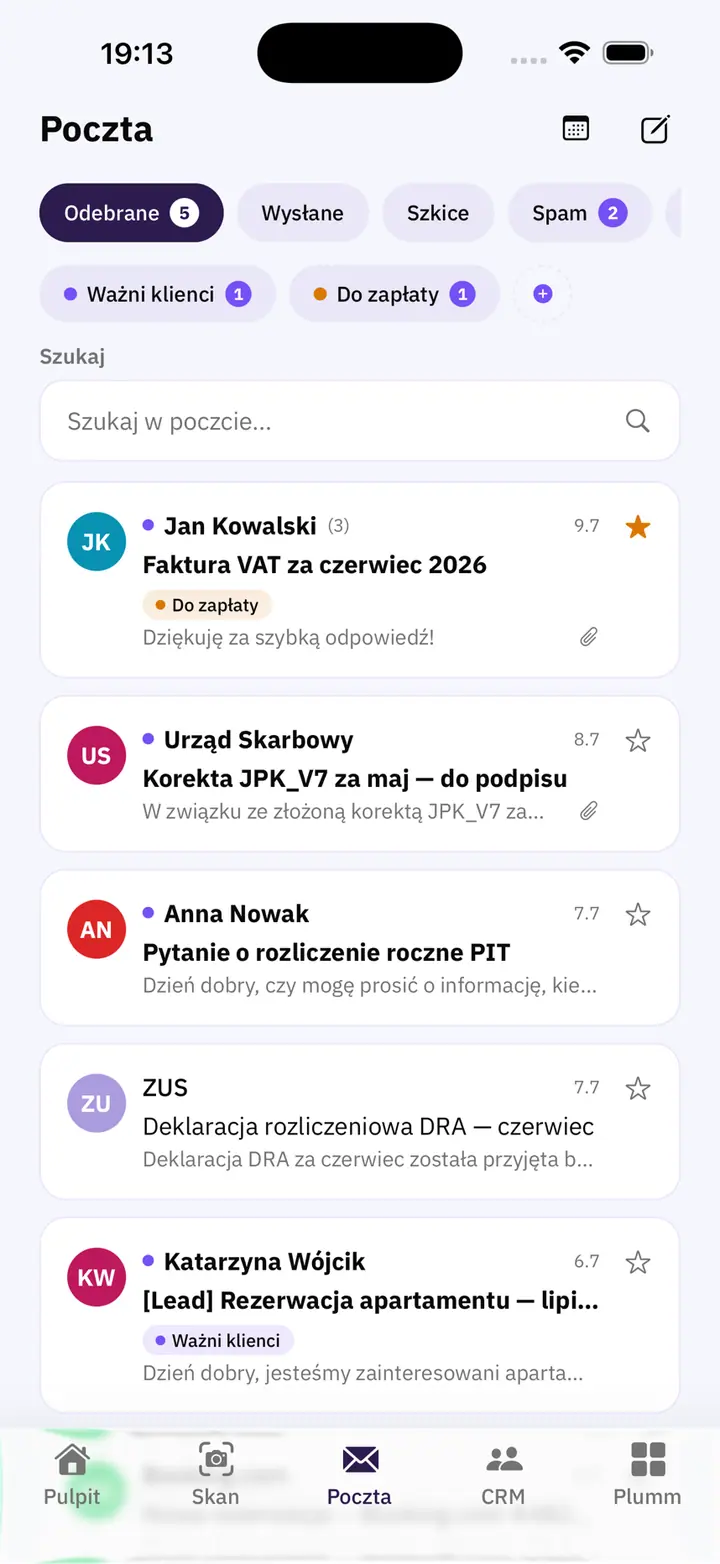 19:13
Poczta
Odebrane 5 Wysłane Szkice Spam 2
Ważni klienci 1 Do zapłaty 1 +
Szukaj
Szukaj w poczcie...
JK Jan Kowalski (3) 9.7
Faktura VAT za czerwiec 2026
Do zapłaty
Dziękuję za szybką odpowiedź!
US Urząd Skarbowy 8.7
Korekta JPK_V7 za maj — do podpisu
W związku ze złożoną korektą JPK_V7 za...
AN Anna Nowak 7.7
Pytanie o rozliczenie roczne PIT
Dzień dobry, czy mogę prosić o informację, kie...
ZU ZUS 7.7
Deklaracja rozliczeniowa DRA — czerwiec
Deklaracja DRA za czerwiec została przyjęta b...
KW Katarzyna Wójcik 6.7
[Lead] Rezerwacja apartamentu — lipi...
Ważni klienci
Dzień dobry, jesteśmy zainteresowani aparta...
Pulpit Skan Poczta CRM Plumm